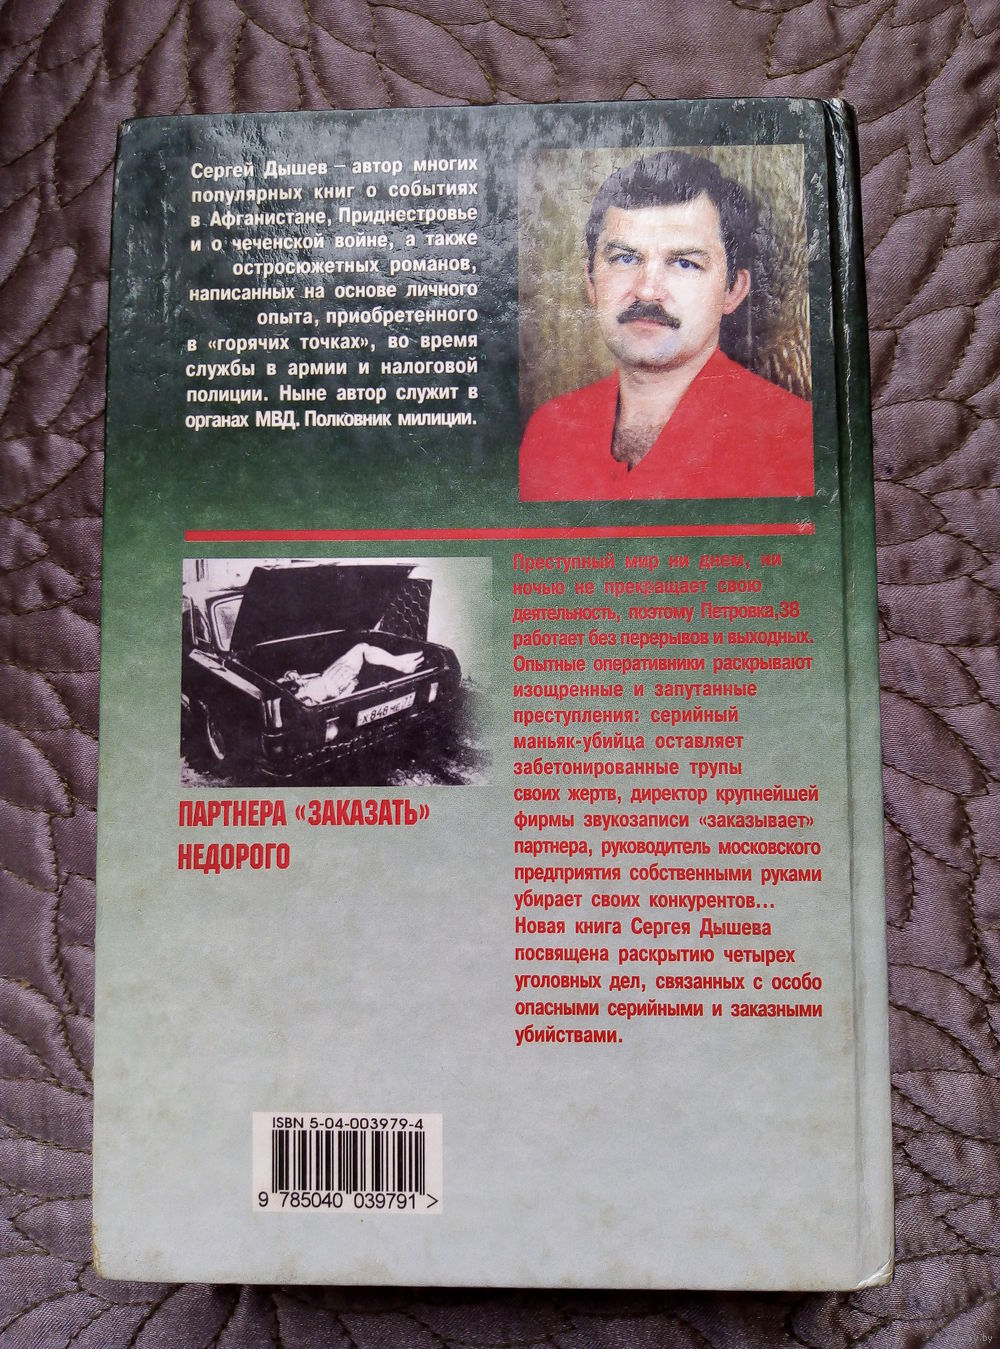 Сергей Дышев – автор многих
популярных книг о событиях
в Афганистане, Приднестровье
и о чеченской войне, а также
остросюжетных романов,
написанных на основе личного
опыта, приобретенного
в «горячих точках», во время
службы в армии и налоговой
полиции. Ныне автор служит в
органах МВД. Полковник милиции.
Преступный мир ни днем, ни
ночью не прекращает свою
деятельность, поэтому Петровка,38
работает без перерывов и выходных.
Опытные оперативники раскрывают
изощренные и запутанные
преступления: серийный
маньяк-убийца оставляет
забетонированные трупы
своих жертв, директор крупнейшей
фирмы звукозаписи «заказывает»
партнера, руководитель московского
предприятия собственными руками
убирает своих конкурентов...
Новая книга Сергея Дышева
посвящена раскрытию четырех
уголовных дел, связанных с особо
опасными серийными и заказными
убийствами.
х848МЕ
ПАРТНЕРА «ЗАКАЗАТЬ»
НЕДОРОГО
ISBN 5-04-003979-4
9 785040 039791 >